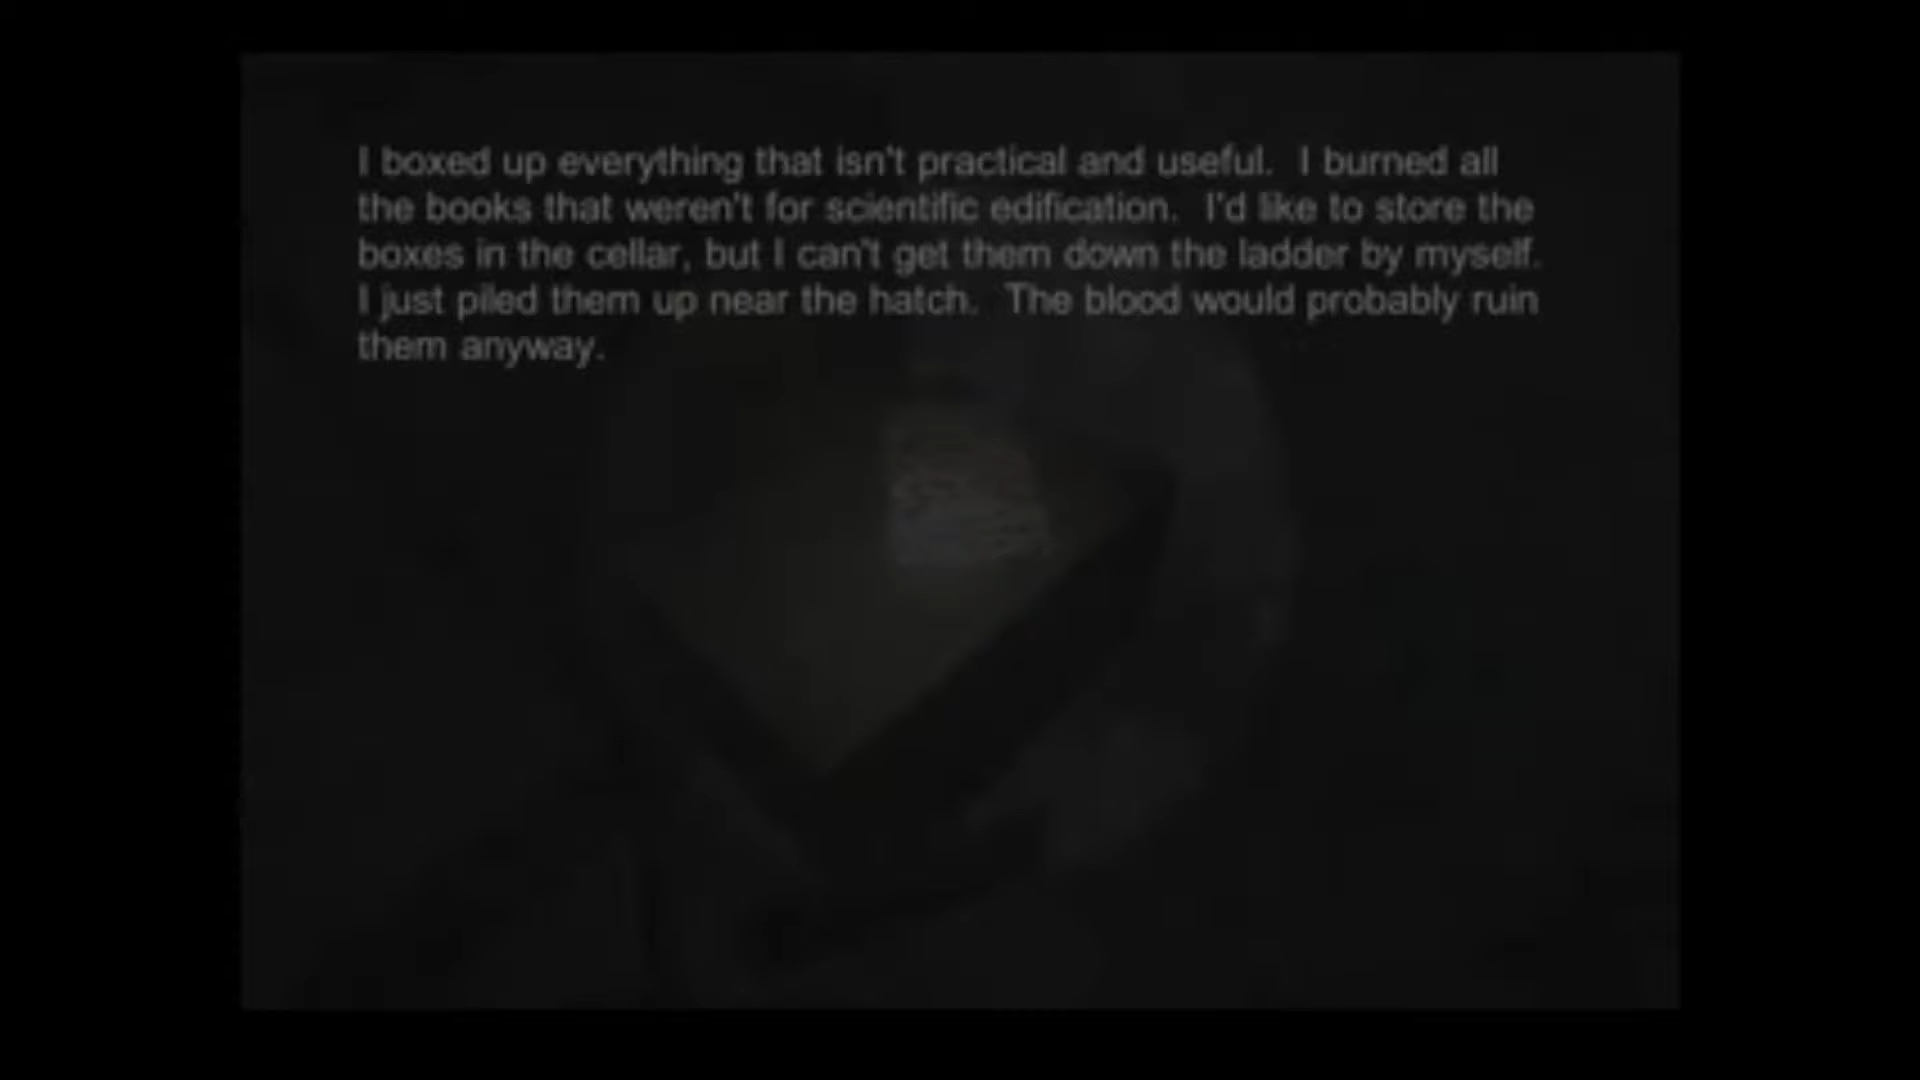 I boxed up everything that isn't practical and useful.  I burned all
the books that weren't for scientific edification.  I'd like to store the
boxes in the cellar, but I can't get them down the ladder by myself.
I just piled them up near the hatch.  The blood would probably ruin
them anyway.